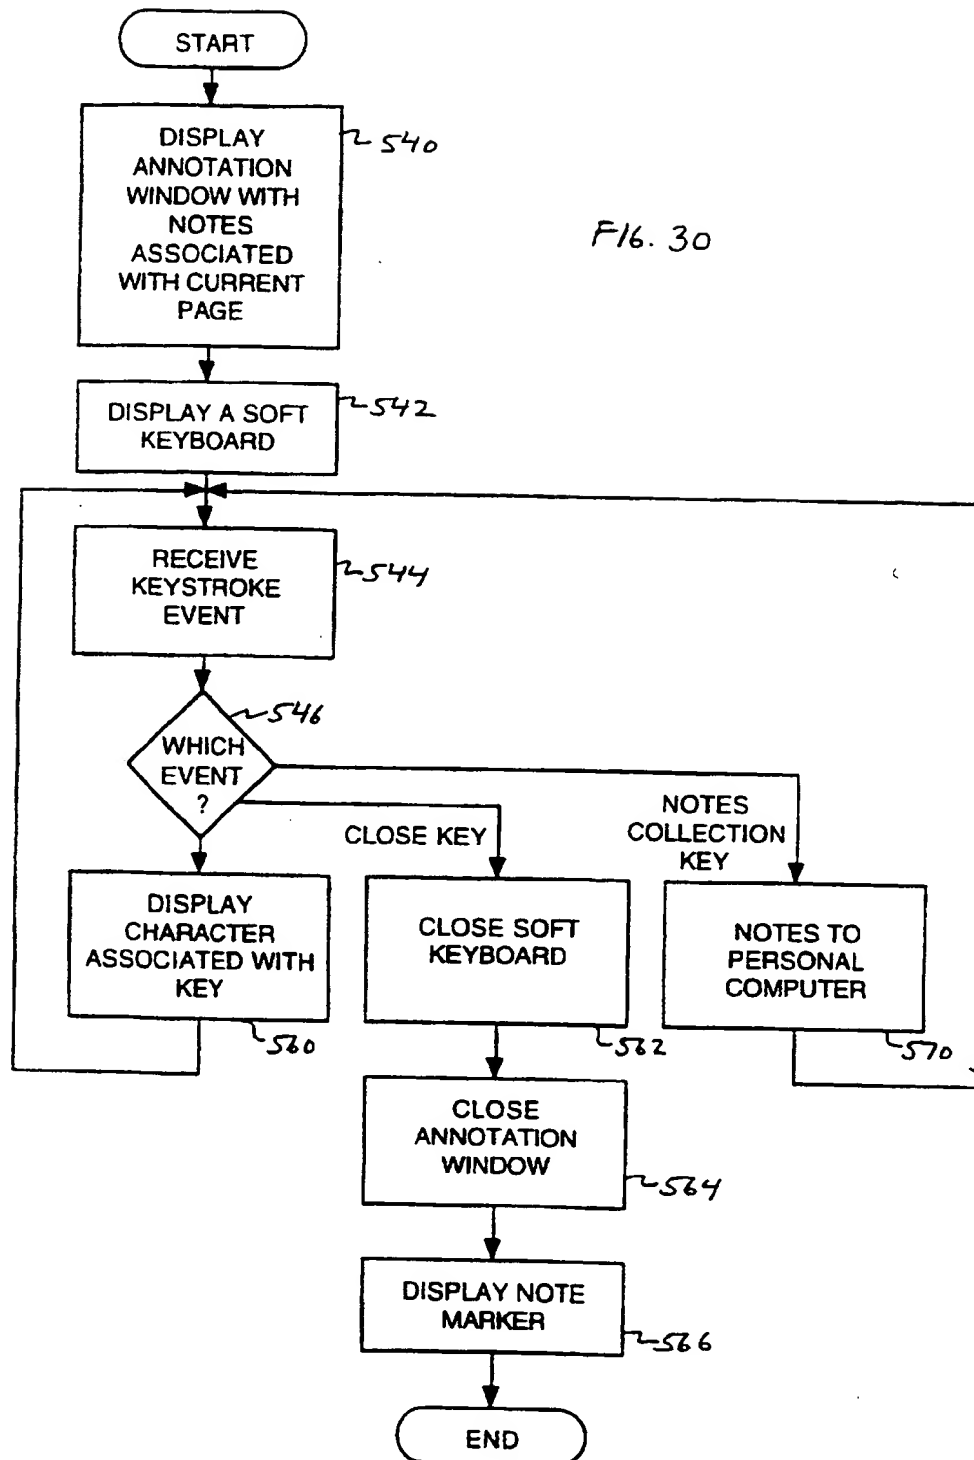 START
DISPLAY
ANNOTATION
WINDOW WITH
NOTES
ASSOCIATED
WITH CURRENT
PAGE
540
FIG. 30
DISPLAY A SOFT
KEYBOARD
542
RECEIVE
KEYSTROKE
EVENT
544
WHICH
EVENT
?
546
CLOSE KEY
NOTES
COLLECTION
KEY
DISPLAY
CHARACTER
ASSOCIATED WITH
KEY
560
CLOSE SOFT
KEYBOARD
562
NOTES TO
PERSONAL
COMPUTER
570
CLOSE
ANNOTATION
WINDOW
564
DISPLAY NOTE
MARKER
566
END